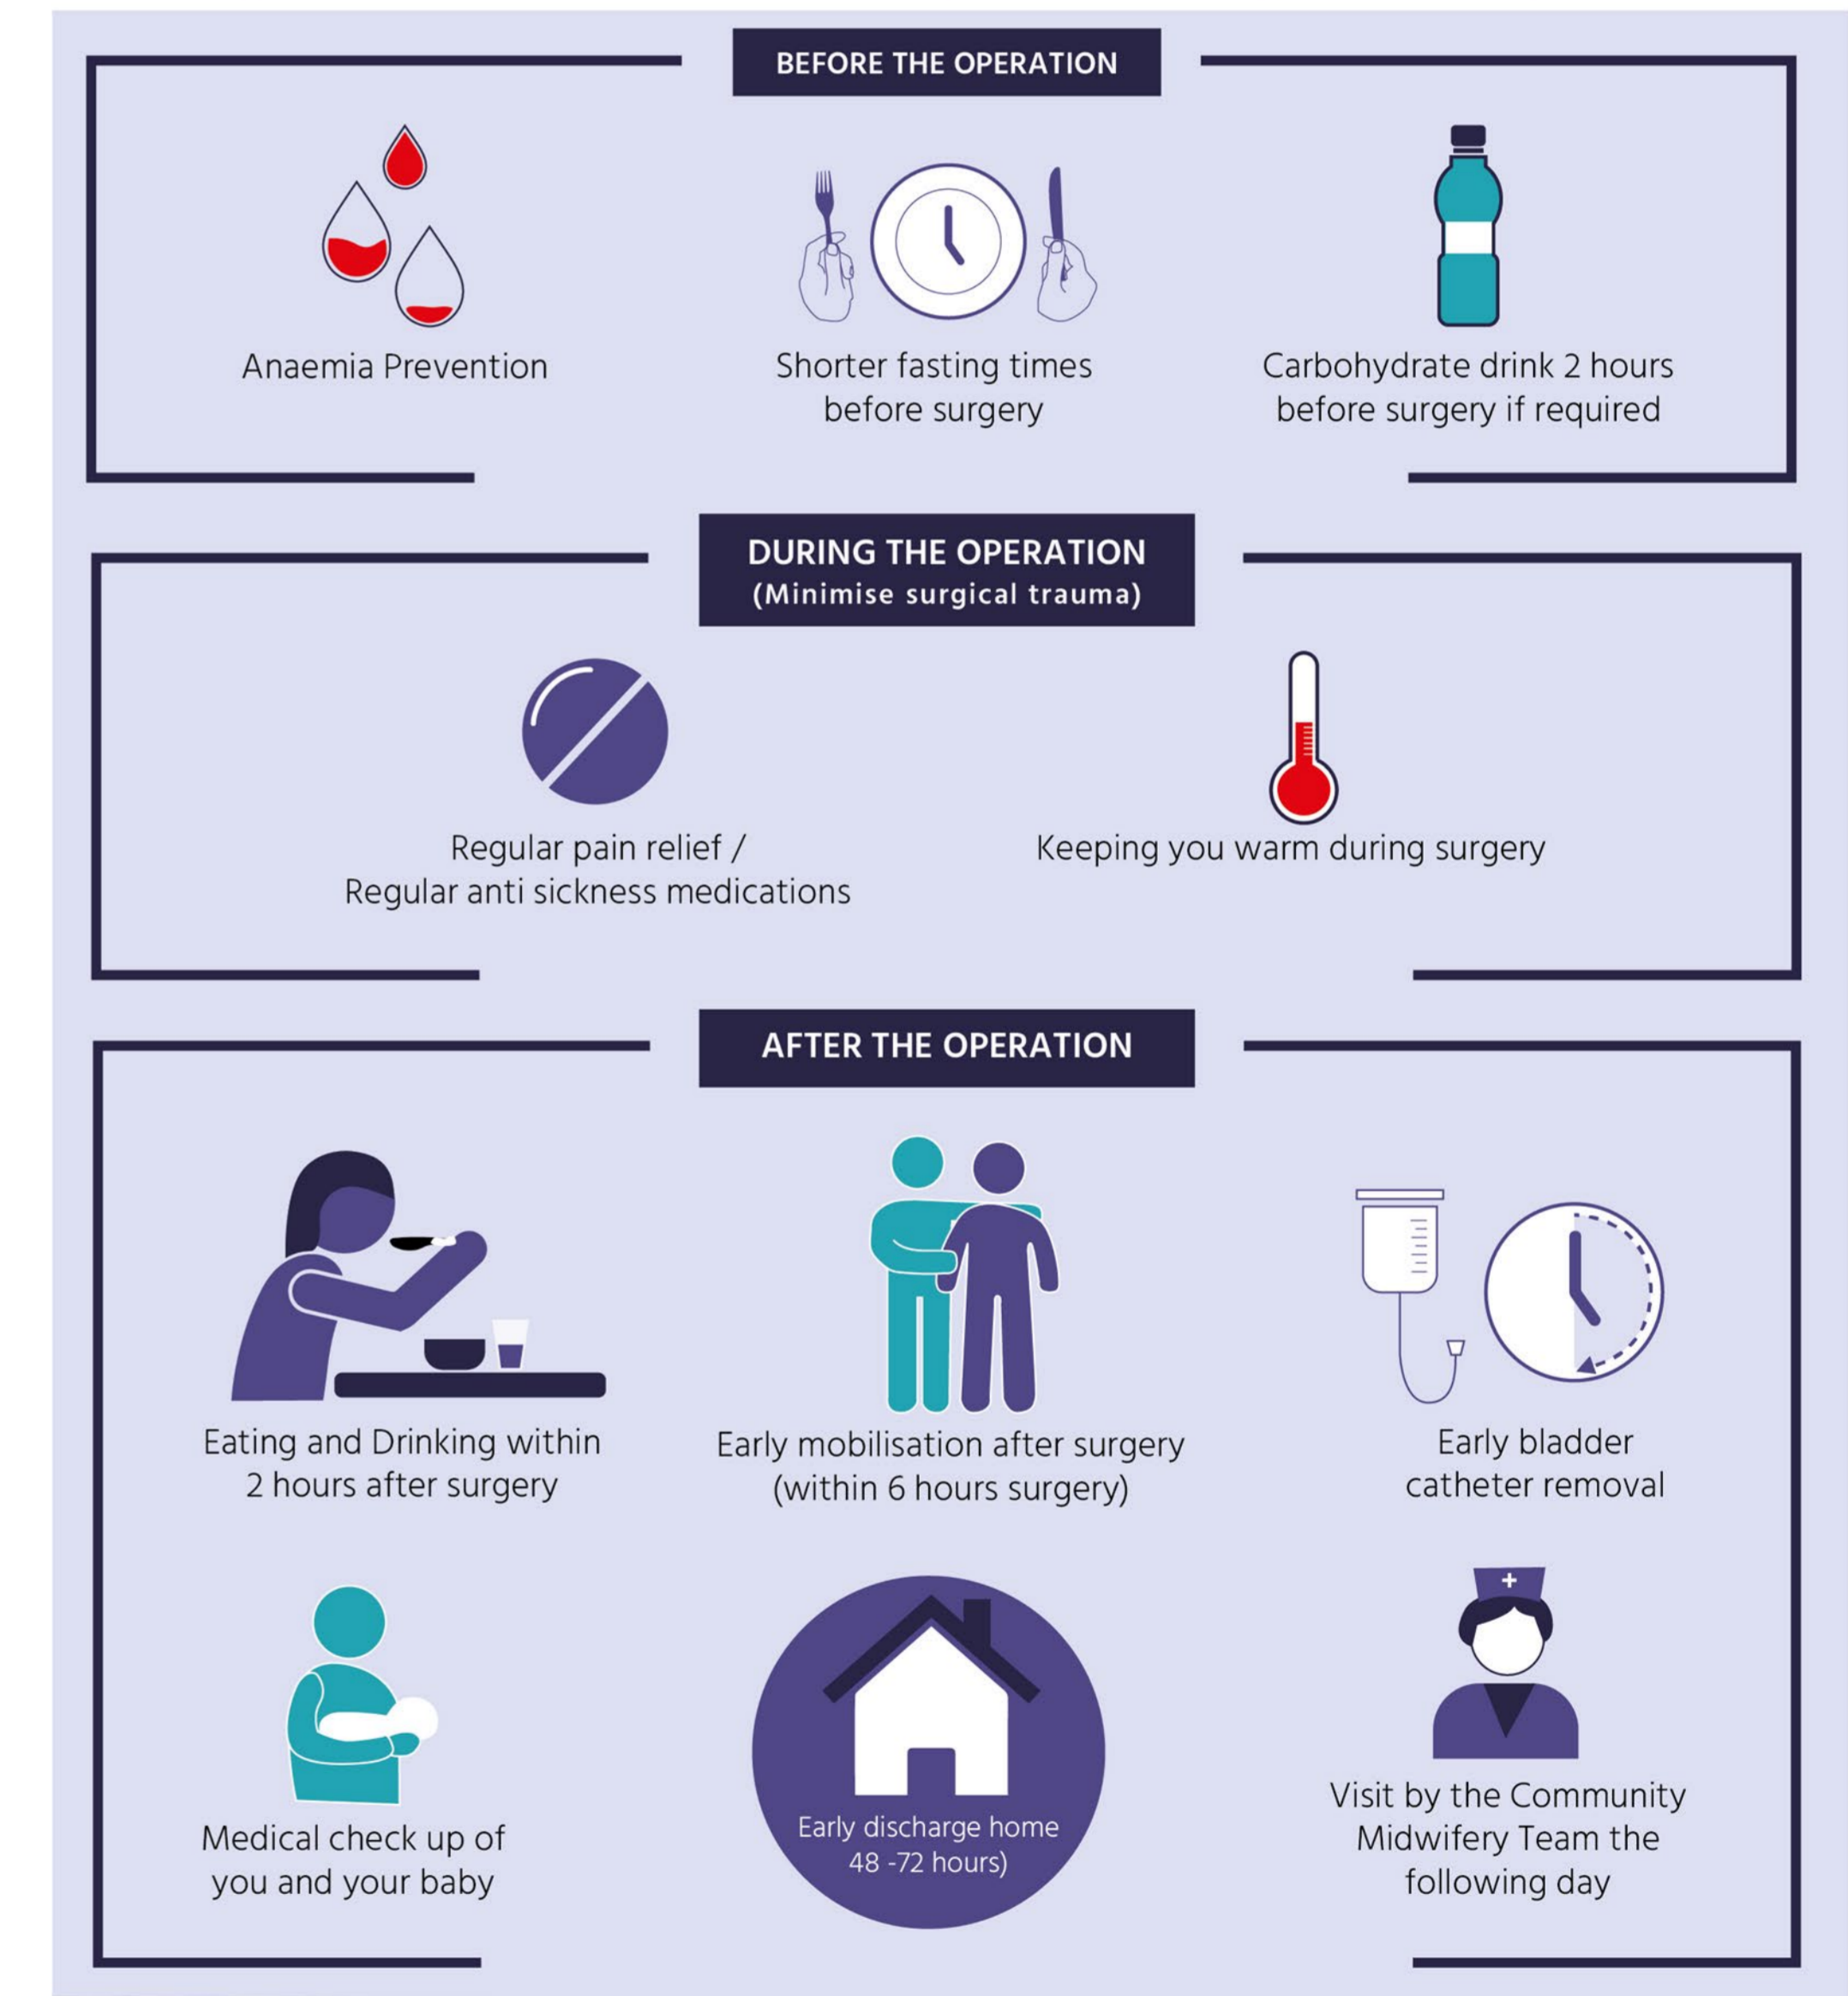 BEFORE THE OPERATION
Anaemia Prevention
Shorter fasting times
before surgery
Carbohydrate drink 2 hours
before surgery if required
DURING THE OPERATION
(Minimise surgical trauma)
Regular pain relief /
Regular anti sickness medications
Keeping you warm during surgery
AFTER THE OPERATION
Eating and Drinking within
2 hours after surgery
Early mobilisation after surgery
(within 6 hours surgery)
Early bladder
catheter removal
Medical check up of
you and your baby
Early discharge home
48 -72 hours)
Visit by the Community
Midwifery Team the
following day